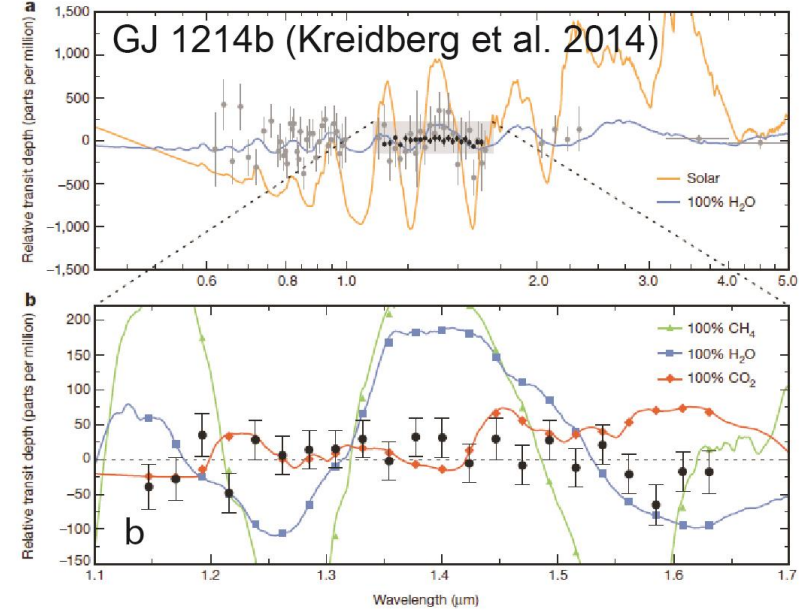 a
GJ 1214b (Kreidberg et al. 2014)
Relative transit depth (parts per million)
1,500
1,000
500
0
−500
−1,000
−1,500
Solar
100% H₂O
0.6 0.8 1.0 2.0 3.0 4.0 5.0
b
Relative transit depth (parts per million)
200
150
100
50
0
−50
−100
−150
100% CH₄
100% H₂O
100% CO₂
b
1.1 1.2 1.3 1.4 1.5 1.6 1.7
Wavelength (μm)